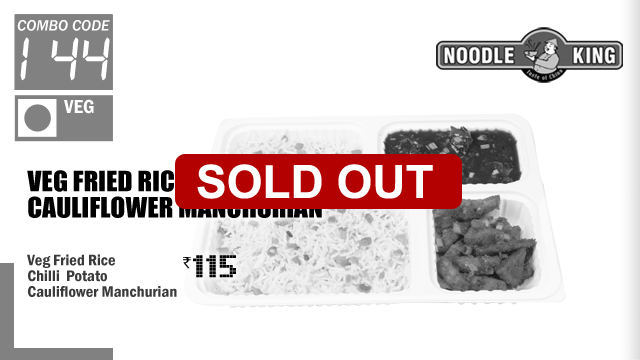 COMBO CODE
144
VEG
NOODLE KING
Taste of China
VEG FRIED RIC
SOLD OUT
CAULIFLOWER MANCHURIAN
Veg Fried Rice
Chilli Potato
Cauliflower Manchurian
₹115